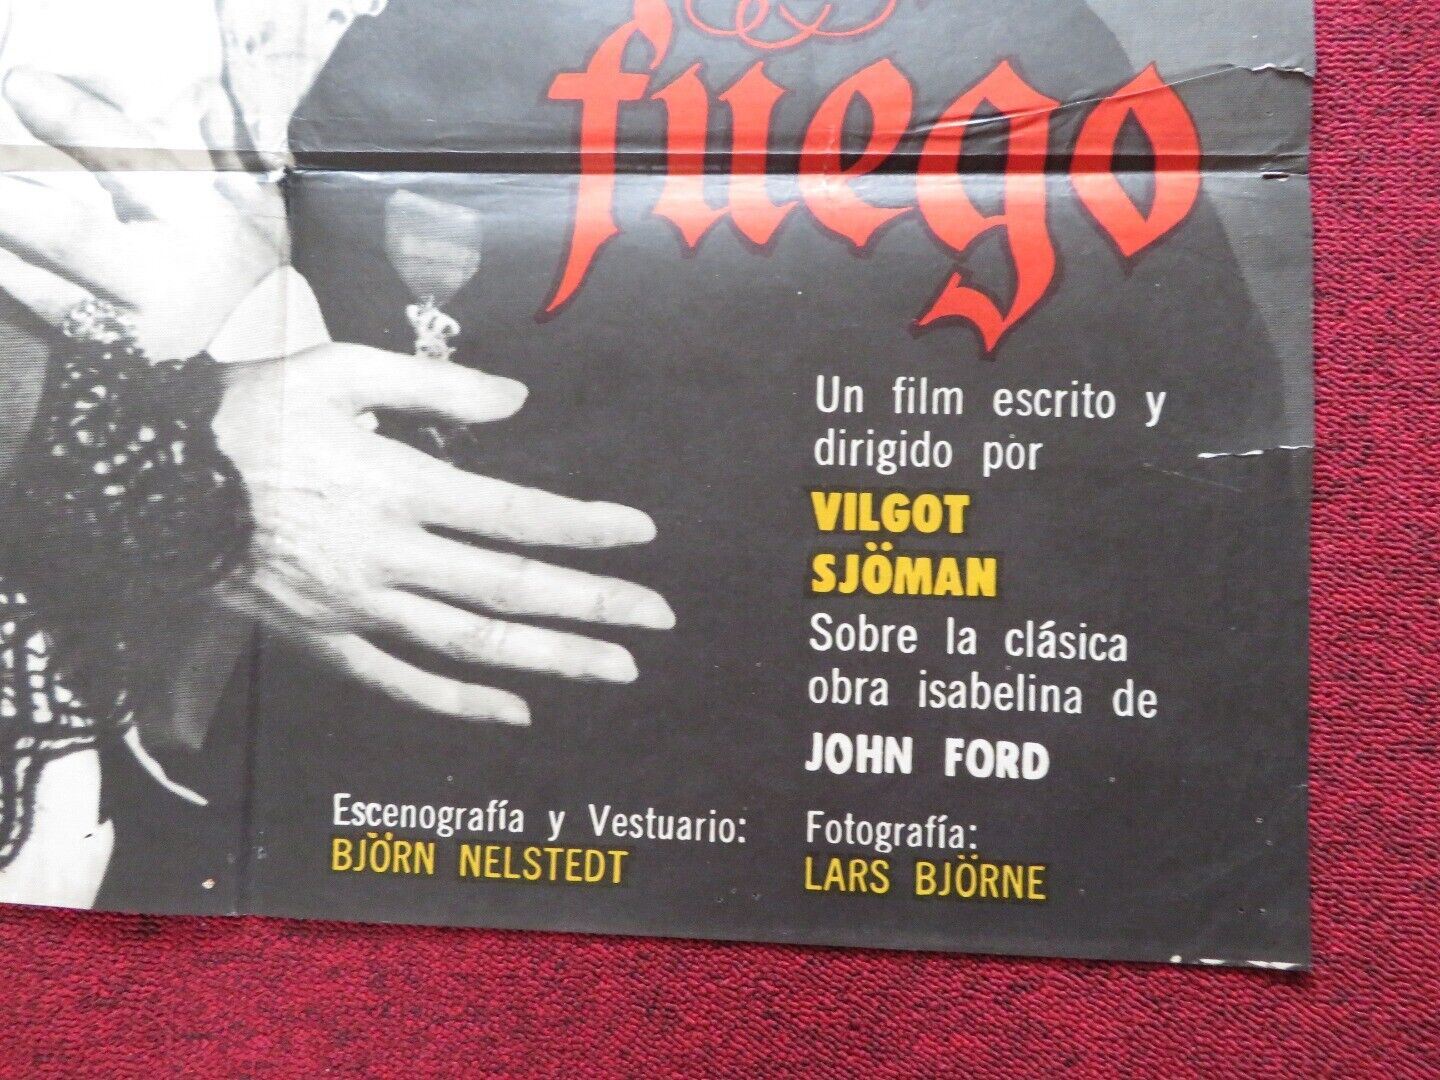 fuego
Un film escrito y
dirigido por
VILGOT
SJÖMAN
Sobre la clásica
obra isabelina de
JOHN FORD
Escenografía y Vestuario:
BJÖRN NELSTEDT
Fotografía:
LARS BJÖRNE